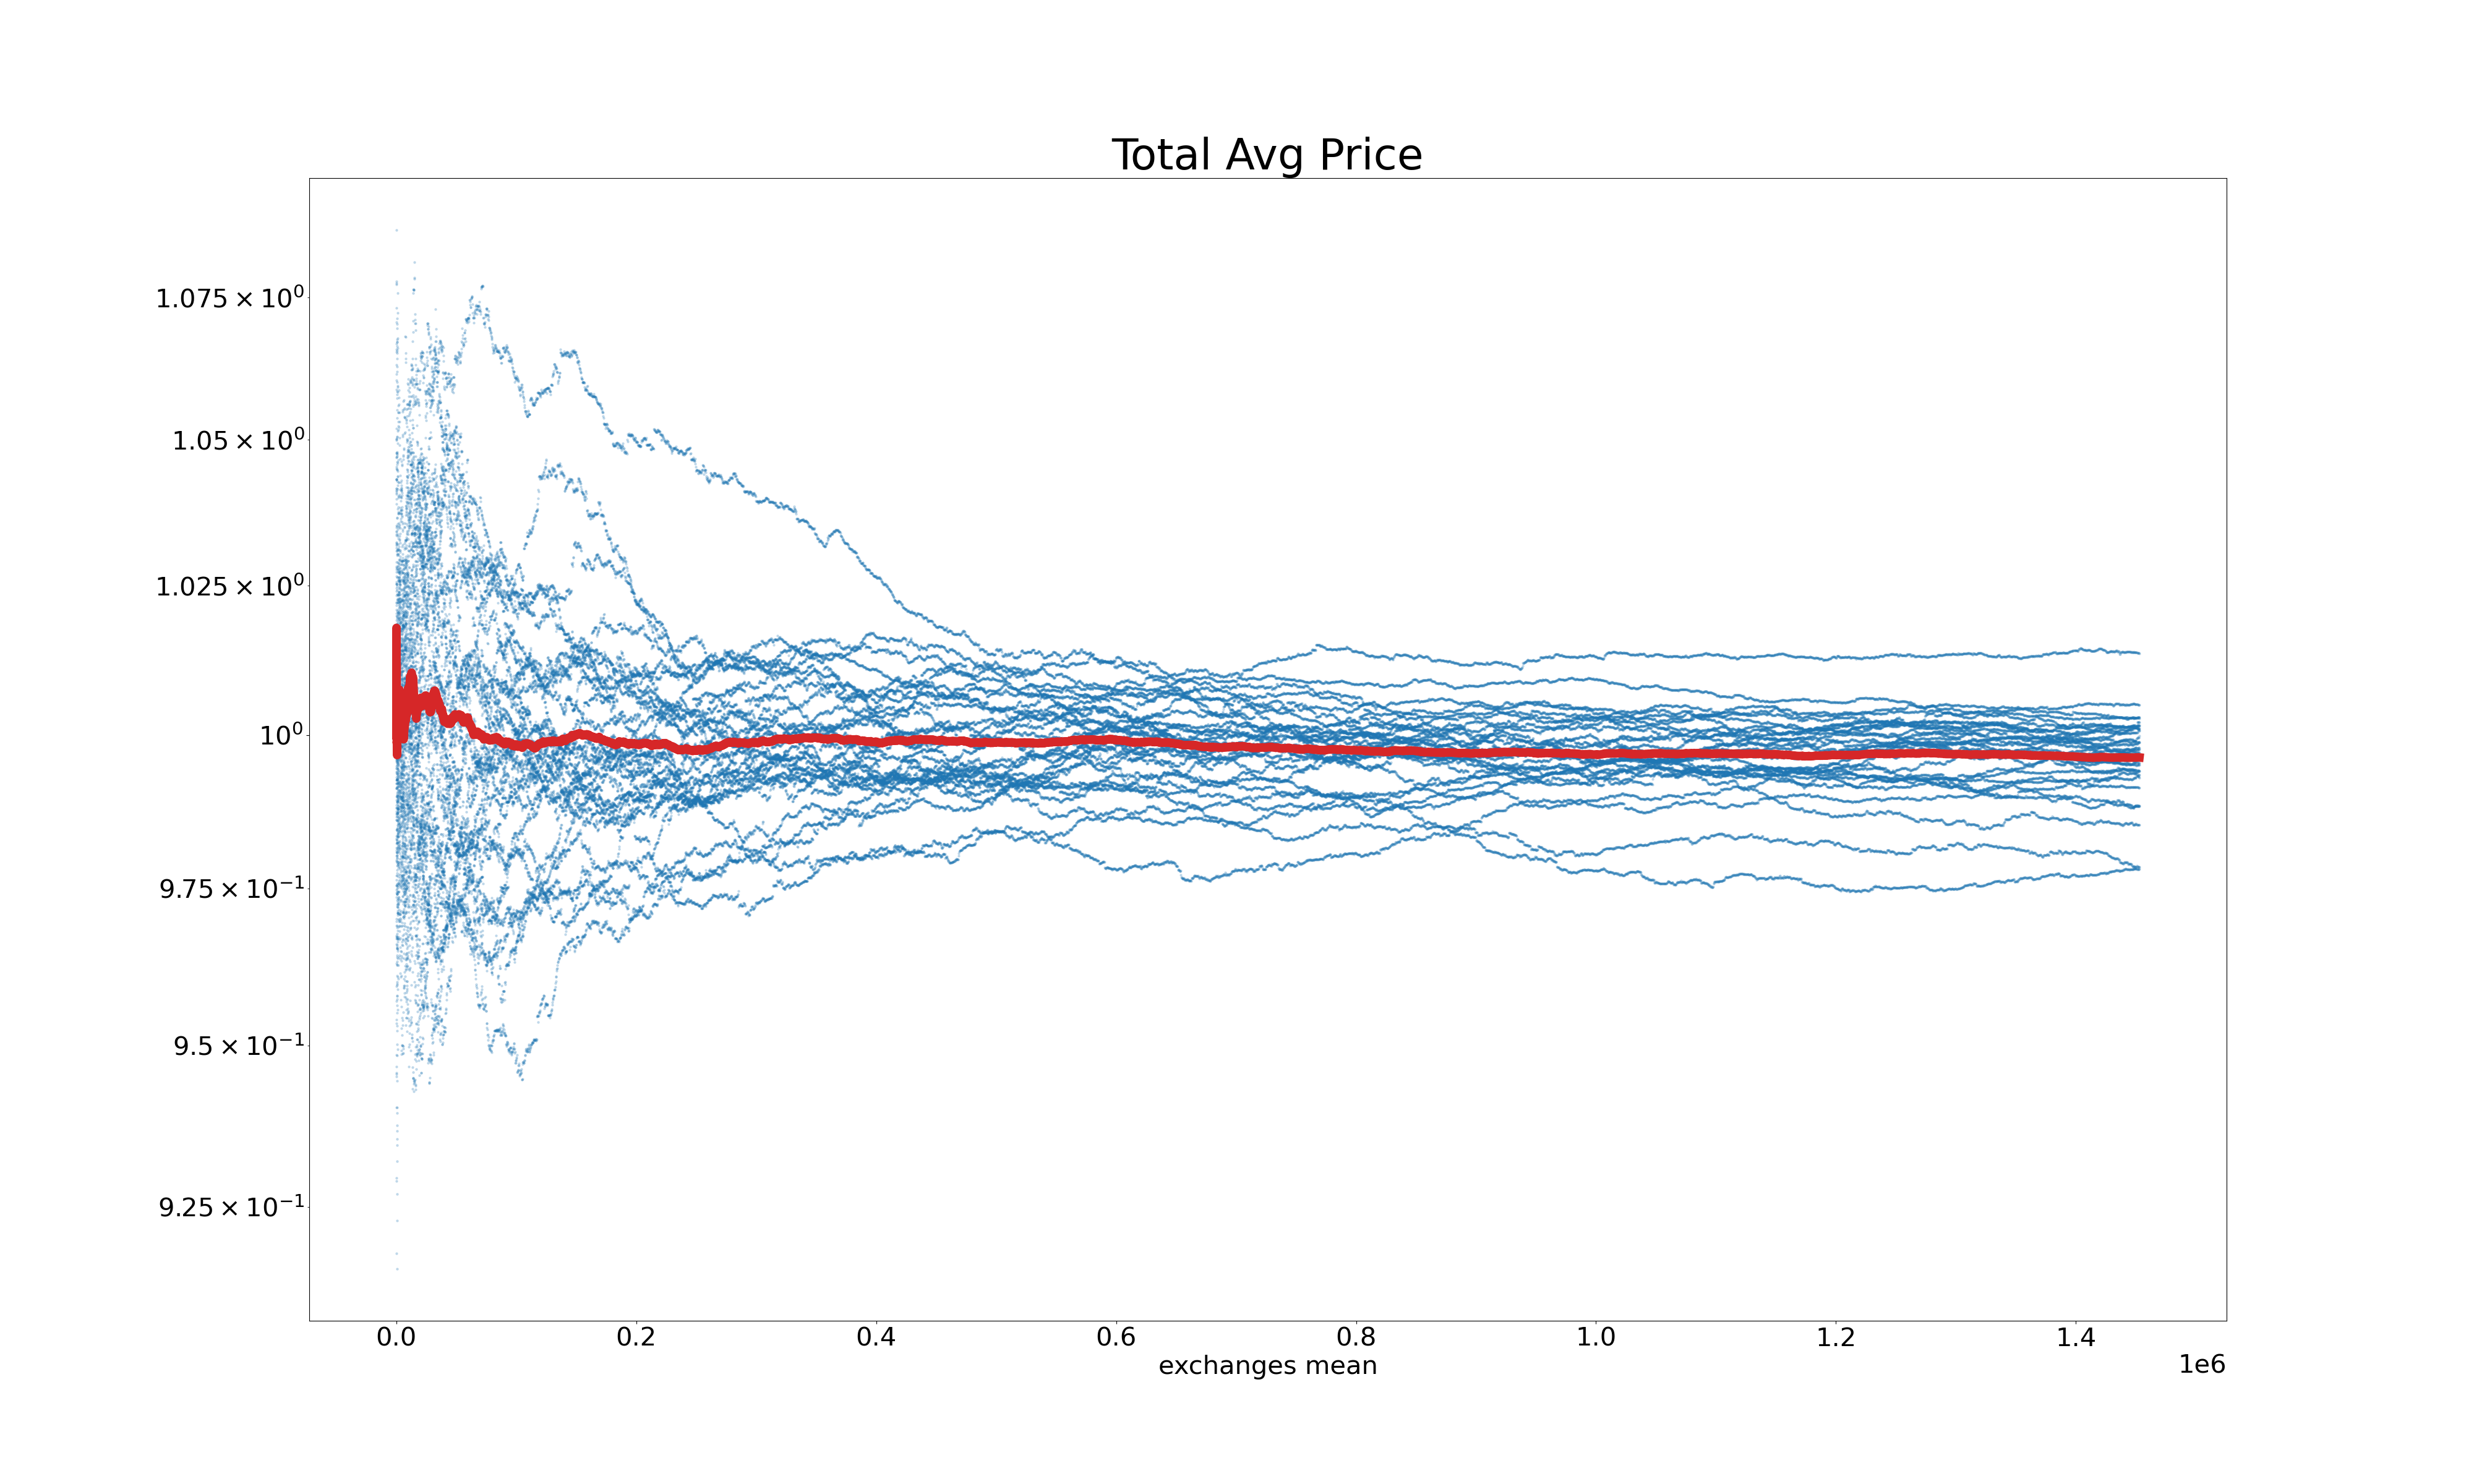 Total Avg Price
1.075 × 10⁰
1.05 × 10⁰
1.025 × 10⁰
10⁰
9.75 × 10⁻¹
9.5 × 10⁻¹
9.25 × 10⁻¹
0.0 0.2 0.4 0.6 0.8 1.0 1.2 1.4
exchanges mean
1e6